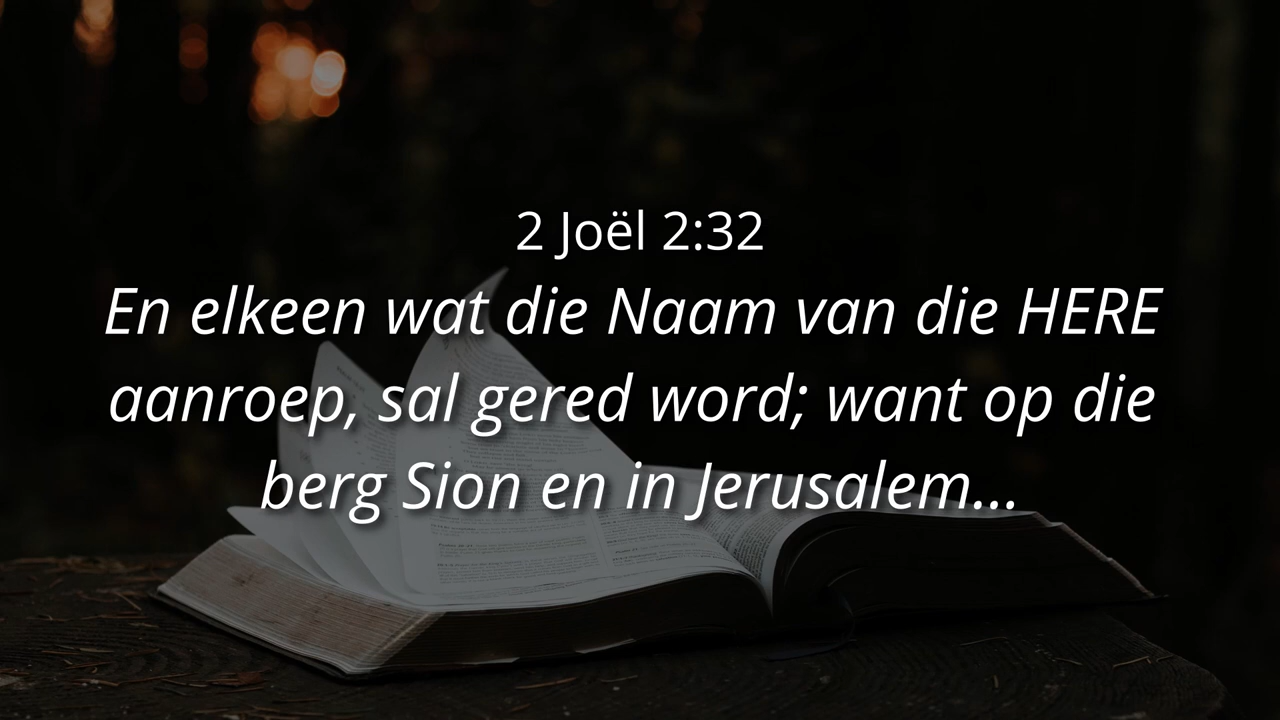 2 Joël 2:32
En elkeen wat die Naam van die HERE
aanroep, sal gered word; want op die
berg Sion en in Jerusalem...